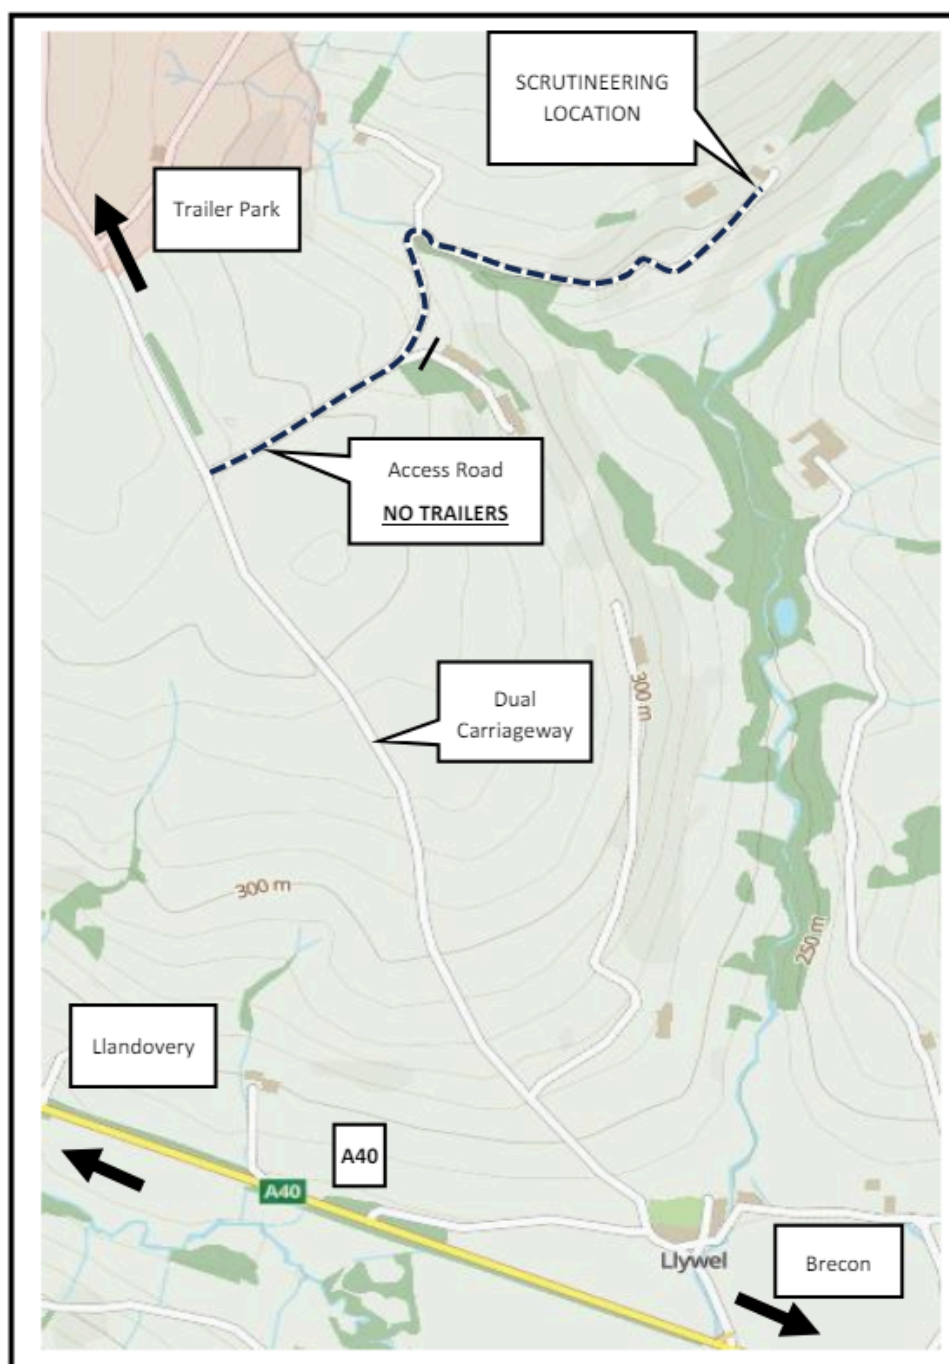 SCRUTINEERING
LOCATION
Trailer Park
Access Road
NO TRAILERS
300 m
Dual
Carriageway
300 m
250 m
Llandovery
A40
A40
Llywel
Brecon